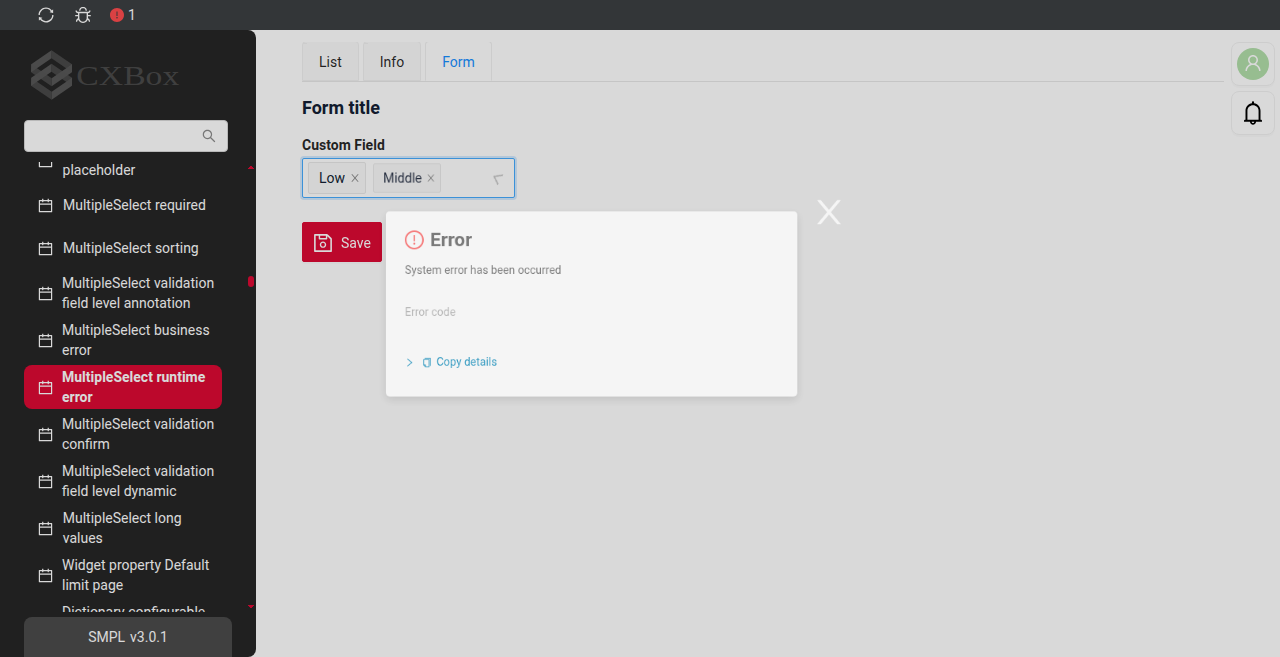 1
CXBox
List
Info
Form
Form title
Custom Field
Low
Middle
Save
Error
System error has been occurred
Error code
Copy details
placeholder
MultipleSelect required
MultipleSelect sorting
MultipleSelect validation
field level annotation
MultipleSelect business
error
MultipleSelect runtime
error
MultipleSelect validation
confirm
MultipleSelect validation
field level dynamic
MultipleSelect long
values
Widget property Default
limit page
Dictionary configurable
SMPL v3.0.1